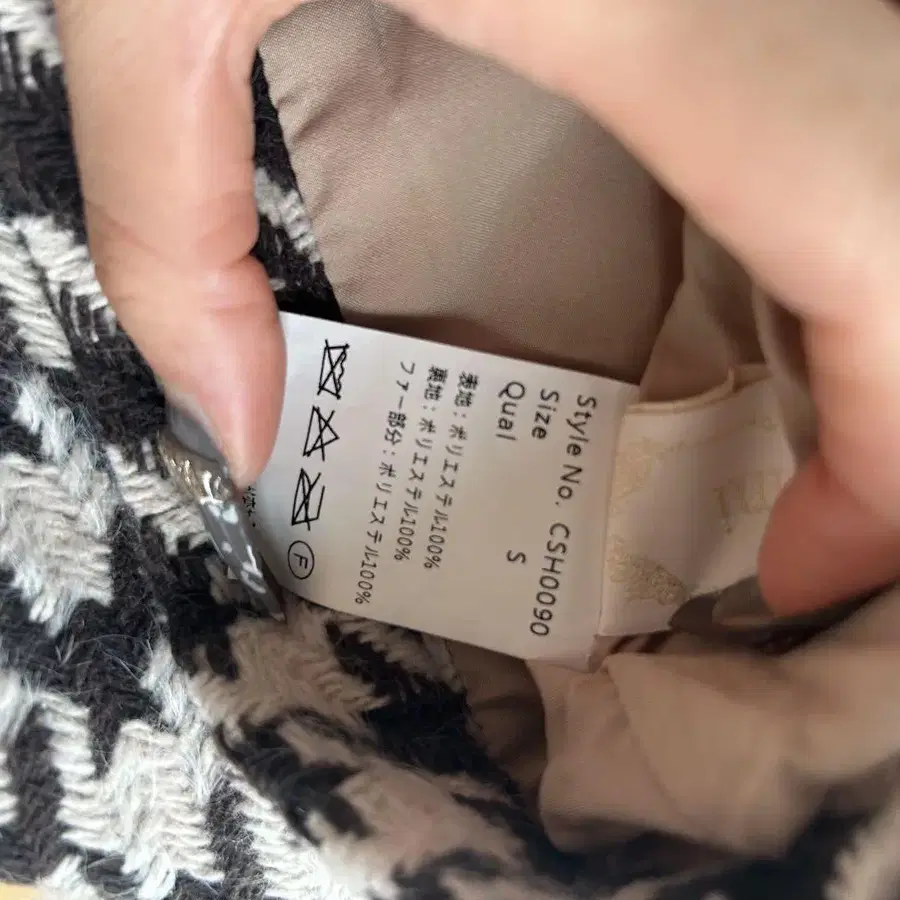 Style No. CSH0090
Size S
Qual
表地：ポリエステル100%
裏地：ポリエステル100%
ファー部分：ポリエステル100%
F